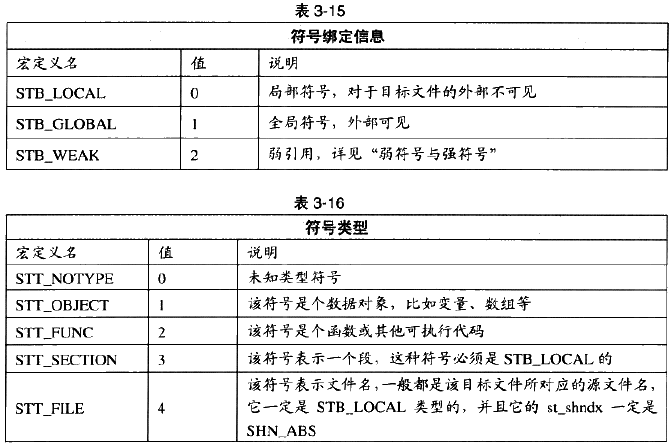 表 3-15
符号绑定信息
宏定义名 值 说明
STB_LOCAL 0 局部符号，对于目标文件的外部不可见
STB_GLOBAL 1 全局符号，外部可见
STB_WEAK 2 弱引用，详见“弱符号与强符号”
表 3-16
符号类型
宏定义名 值 说明
STT_NOTYPE 0 未知类型符号
STT_OBJECT 1 该符号是个数据对象，比如变量、数组等
STT_FUNC 2 该符号是个函数或其他可执行代码
STT_SECTION 3 该符号表示一个段，这种符号必须是 STB_LOCAL 的
STT_FILE 4 该符号表示文件名，一般都是该目标文件所对应的源文件名，
它一定是 STB_LOCAL 类型的，并且它的 st_shndx 一定是
SHN_ABS